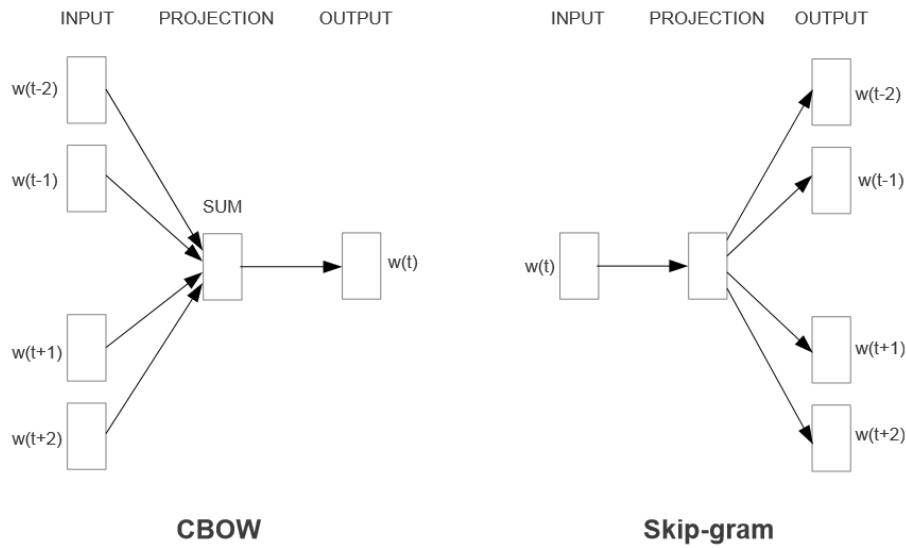 INPUT PROJECTION OUTPUT
w(t-2)
w(t-1)
SUM
w(t)
w(t+1)
w(t+2)
CBOW
INPUT PROJECTION OUTPUT
w(t-2)
w(t-1)
w(t)
w(t+1)
w(t+2)
Skip-gram